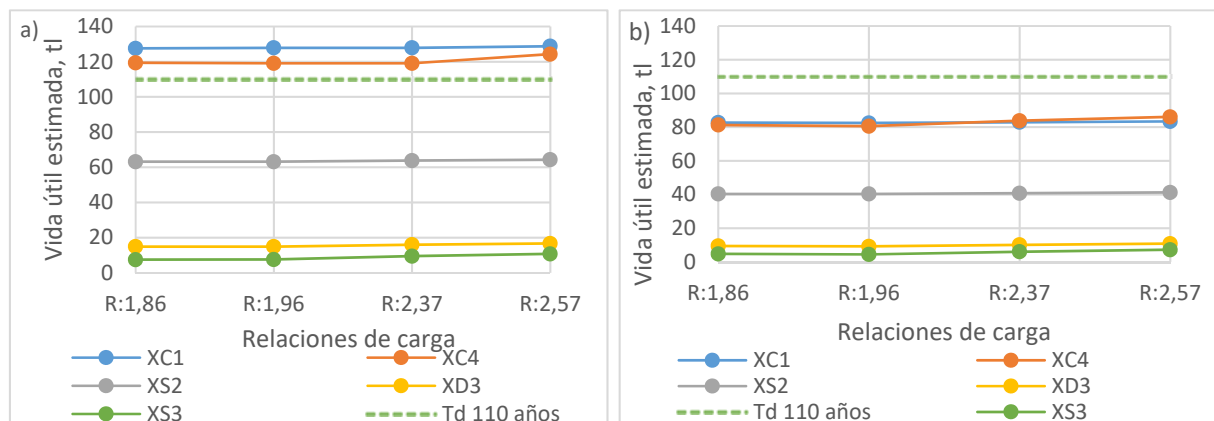 a)
Vida útil estimada, tl
140
120
100
80
60
40
20
0
R:1,86 R:1,96 R:2,37 R:2,57
Relaciones de carga
XC1 XC4
XS2 XD3
XS3 Td 110 años
b)
Vida útil estimada, tl
140
120
100
80
60
40
20
0
R:1,86 R:1,96 R:2,37 R:2,57
Relaciones de carga
XC1 XC4
XS2 XD3
Td 110 años XS3